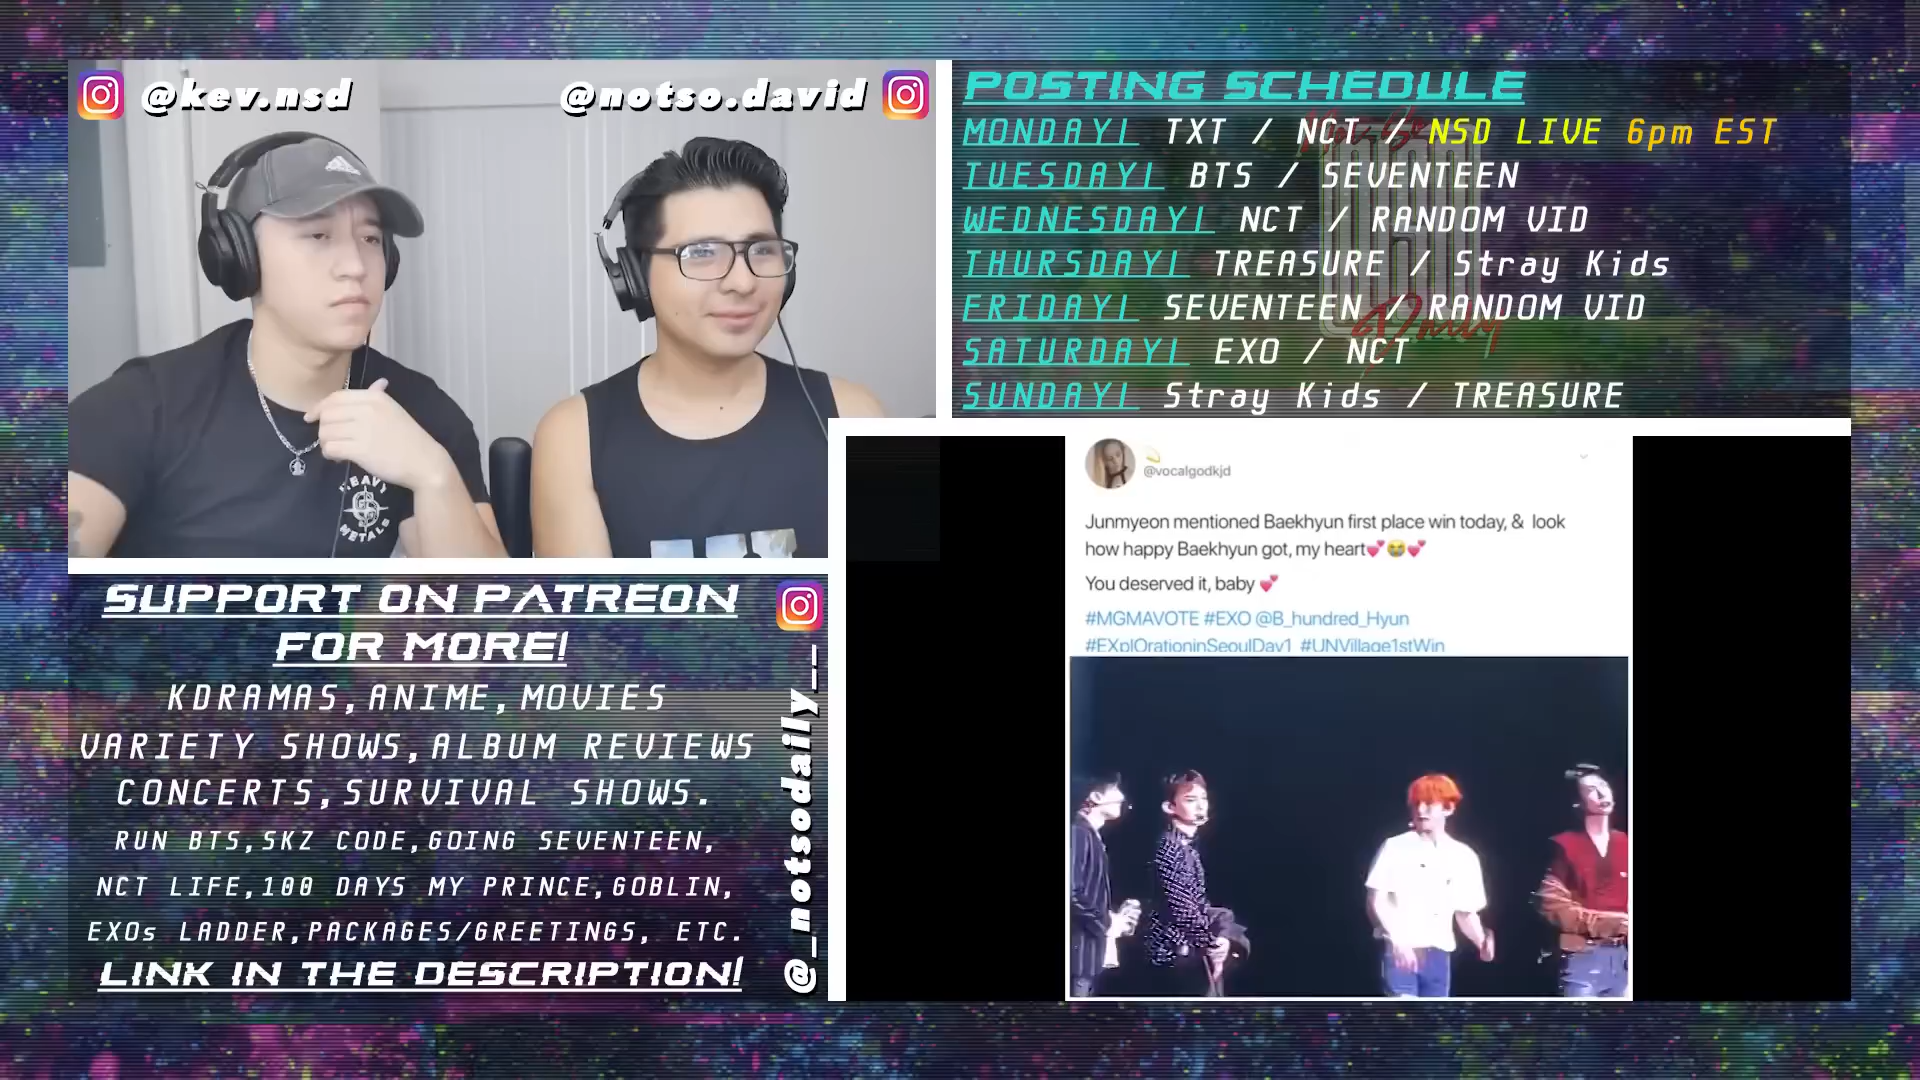 @kev.nsd
@notso.david
POSTING SCHEDULE
MONDAY| TXT / NCT / NSD LIVE 6pm EST
TUESDAY| BTS / SEVENTEEN
WEDNESDAY| NCT / RANDOM VID
THURSDAY| TREASURE / Stray Kids
FRIDAY| SEVENTEEN / RANDOM VID
SATURDAY| EXO / NCT
SUNDAY| Stray Kids / TREASURE
HEAVY
METALS
SUPPORT ON PATREON
FOR MORE!
KDRAMAS,ANIME,MOVIES
VARIETY SHOWS,ALBUM REVIEWS
CONCERTS,SURVIVAL SHOWS.
RUN BTS,SKZ CODE,GOING SEVENTEEN,
NCT LIFE,100 DAYS MY PRINCE,GOBLIN,
EXOs LADDER,PACKAGES/GREETINGS, ETC.
LINK IN THE DESCRIPTION!
@_notsodaily__
@vocalgodkjd
Junmyeon mentioned Baekhyun first place win today, & look
how happy Baekhyun got, my heart💕😭💕
You deserved it, baby 💕
#MGMAVOTE #EXO @B_hundred_Hyun
#EXplOrationinSeoulDay1 #UNVillage1stWin